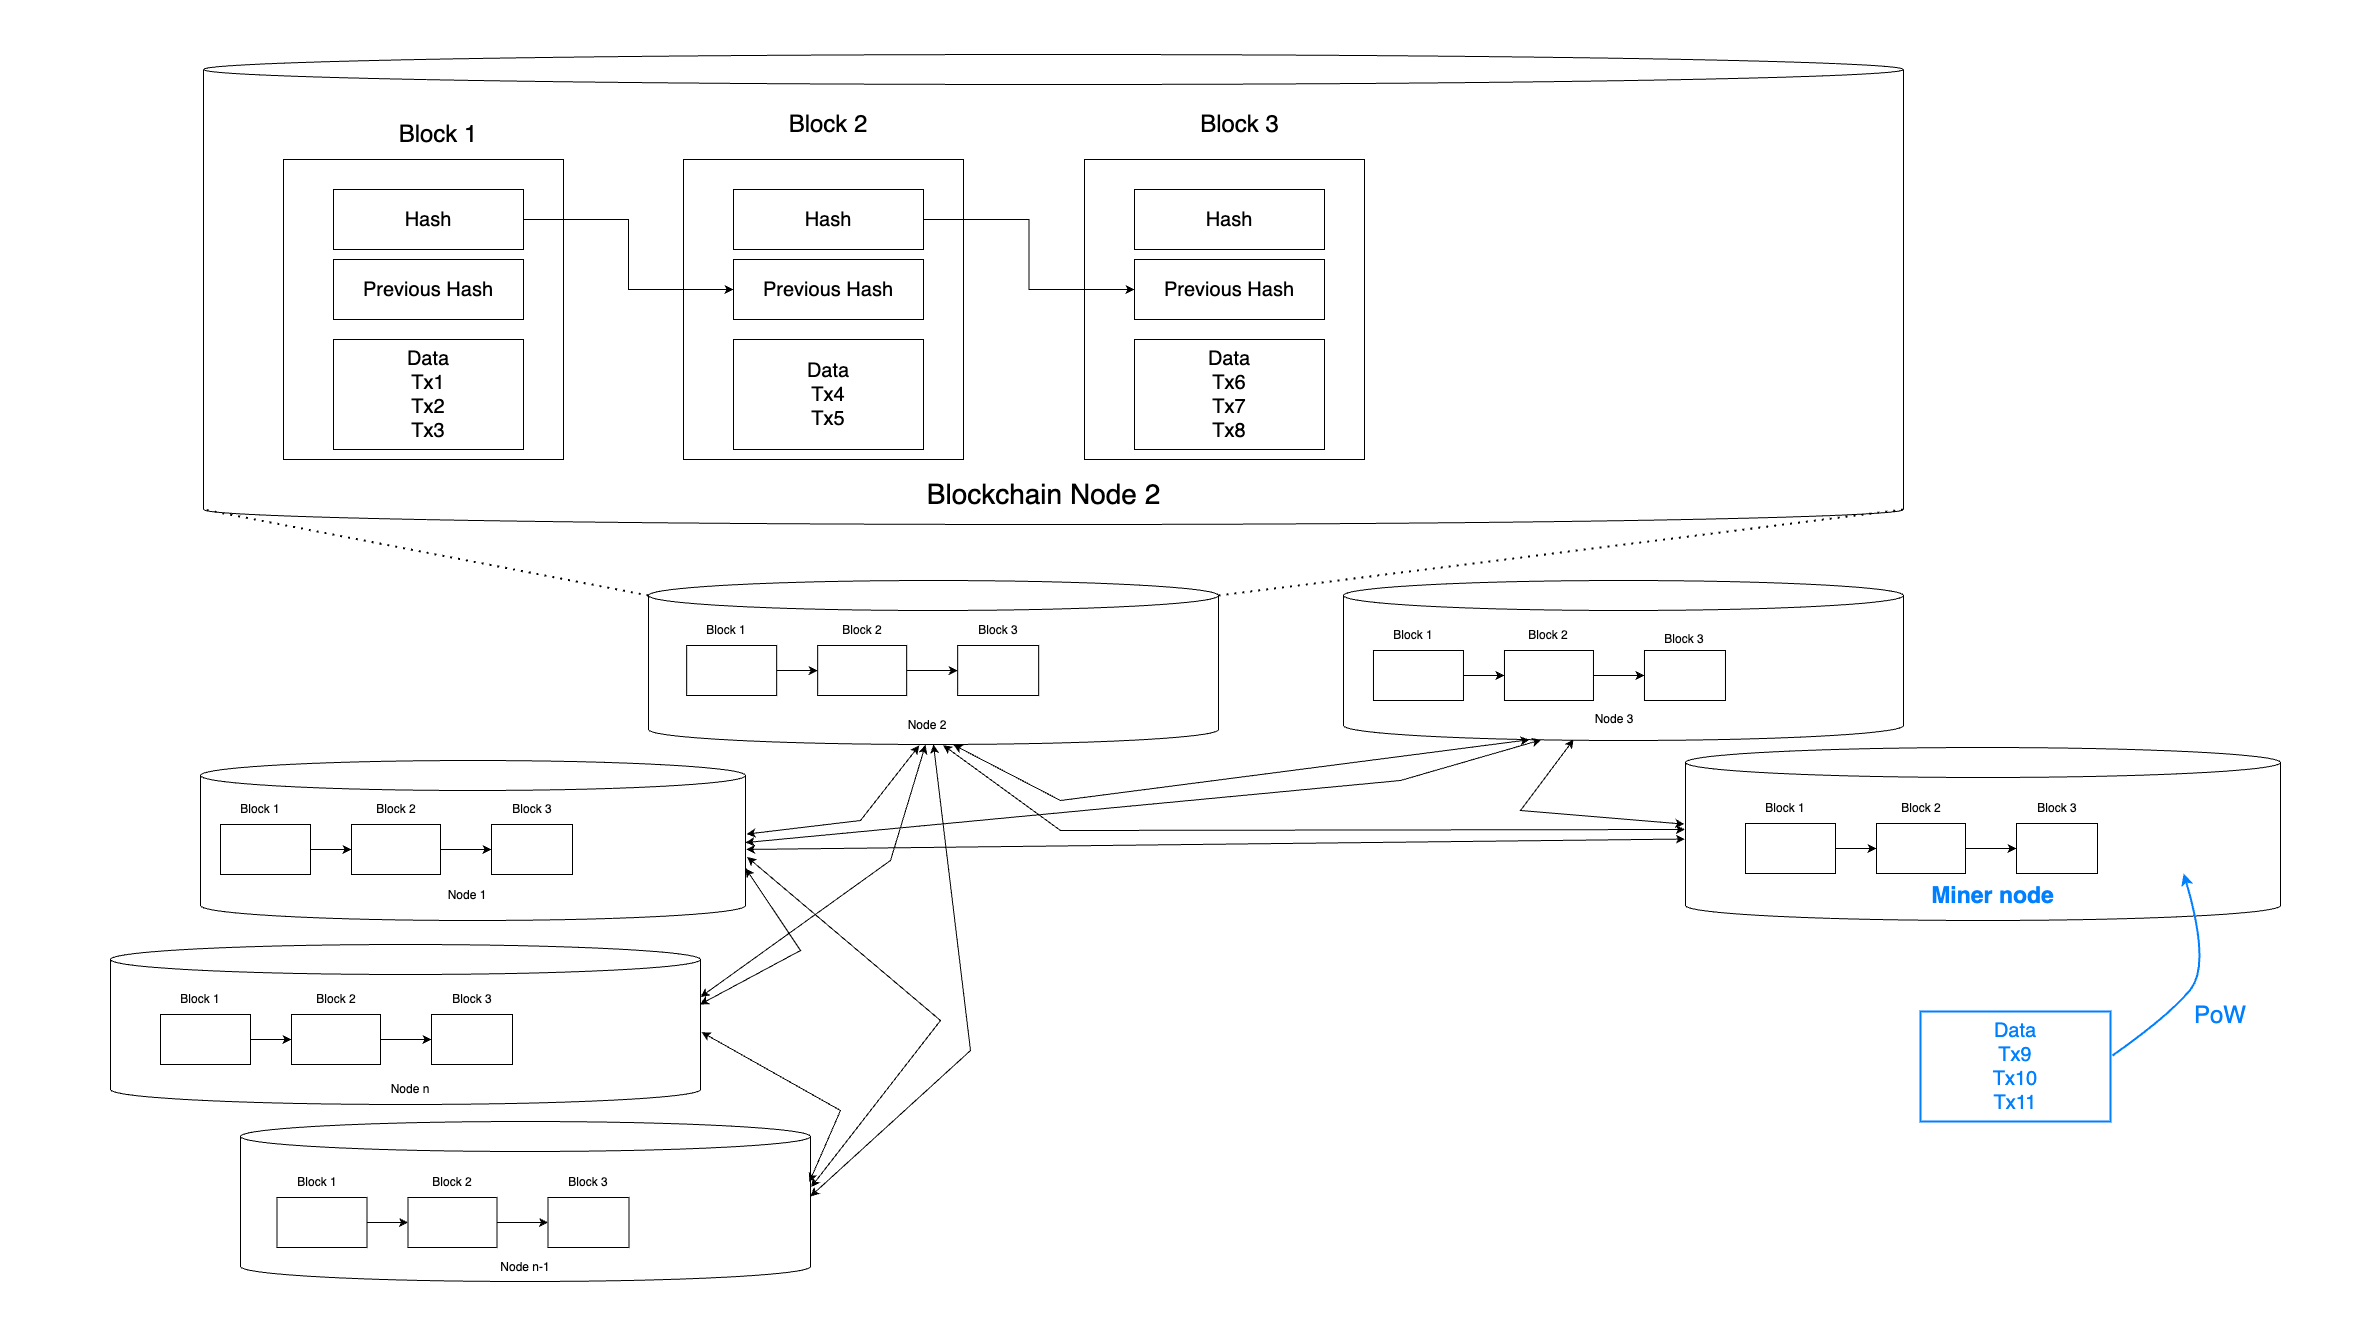 Block 1
Block 2
Block 3
Hash
Hash
Hash
Previous Hash
Previous Hash
Previous Hash
Data
Tx1
Tx2
Tx3
Data
Tx4
Tx5
Data
Tx6
Tx7
Tx8
Blockchain Node 2
Block 1
Block 2
Block 3
Node 2
Block 1
Block 2
Block 3
Node 3
Block 1
Block 2
Block 3
Node 1
Block 1
Block 2
Block 3
Miner node
Block 1
Block 2
Block 3
Node n
PoW
Data
Tx9
Tx10
Tx11
Block 1
Block 2
Block 3
Node n-1